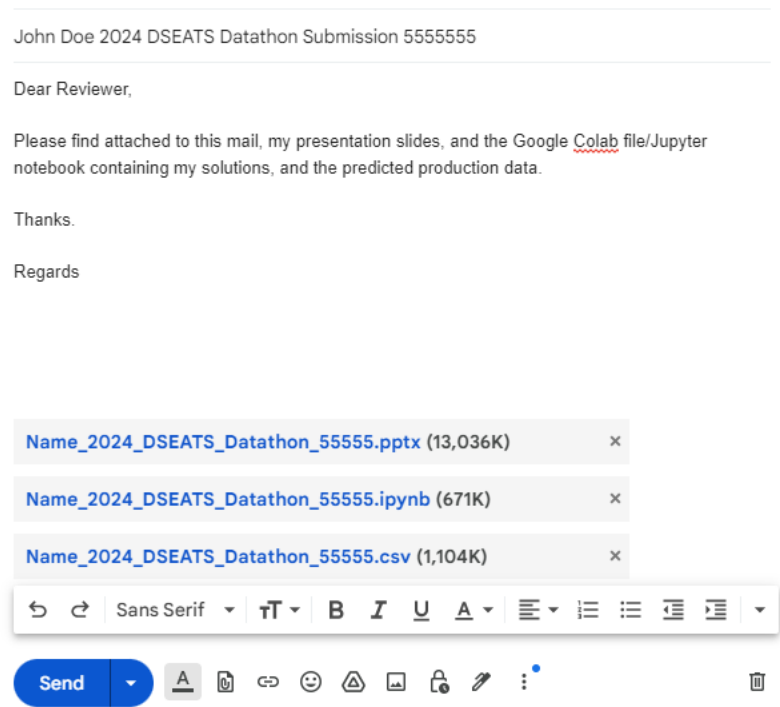 John Doe 2024 DSEATS Datathon Submission 5555555
Dear Reviewer,
Please find attached to this mail, my presentation slides, and the Google Colab file/Jupyter
notebook containing my solutions, and the predicted production data.
Thanks.
Regards
Name_2024_DSEATS_Datathon_55555.pptx (13,036K)
Name_2024_DSEATS_Datathon_55555.ipynb (671K)
Name_2024_DSEATS_Datathon_55555.csv (1,104K)
Sans Serif
Send